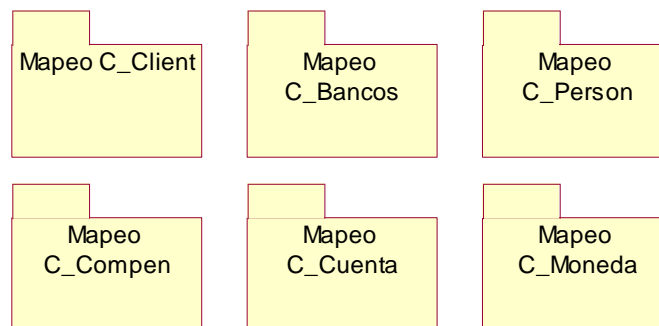 Mapeo C_Client
Mapeo
C_Bancos
Mapeo
C_Person
Mapeo
C_Compen
Mapeo
C_Cuenta
Mapeo
C_Moneda